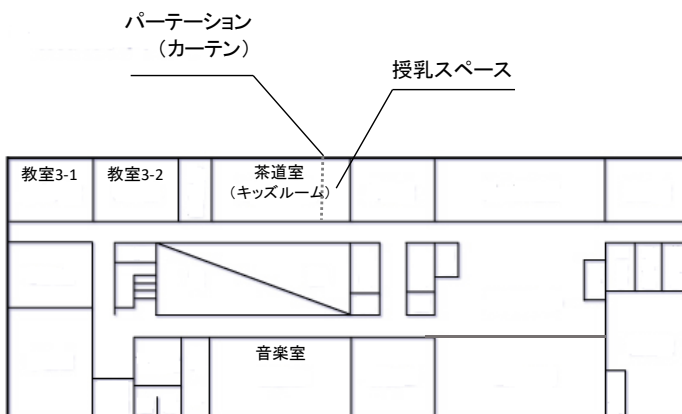 パーテーション
（カーテン）
授乳スペース
教室3-1
教室3-2
茶道室
（キッズルーム）
音楽室